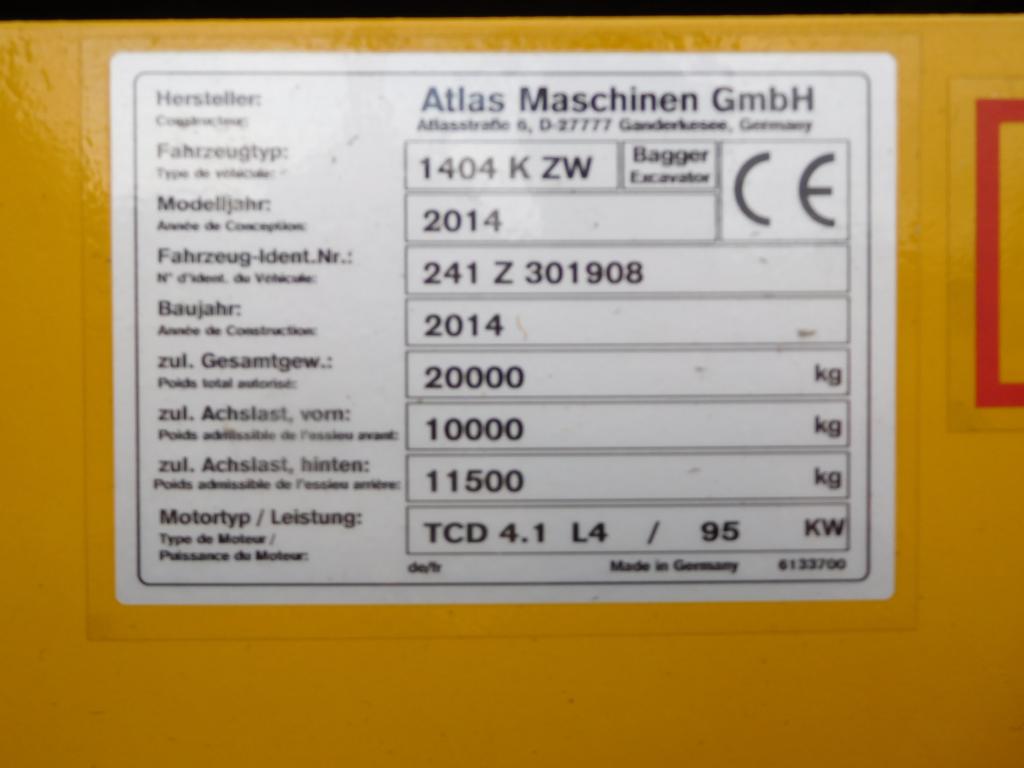 Hersteller: Atlas Maschinen GmbH
Constructeur: Atlasstraße 6, D-27777 Ganderkesee, Germany
Fahrzeugtyp: 1404 K ZW Bagger
Type de véhicule: Excavator
CE
Modelljahr: 2014
Année de Conception:
Fahrzeug-Ident.Nr.: 241 Z 301908
N° d'ident. du Véhicule:
Baujahr: 2014
Année de Construction:
zul. Gesamtgew.: 20000 kg
Poids total autorisé:
zul. Achslast, vorn: 10000 kg
Poids admissible de l'essieu avant:
zul. Achslast, hinten: 11500 kg
Poids admissible de l'essieu arrière:
Motortyp / Leistung: TCD 4.1 L4 / 95 KW
Type de Moteur /
Puissance du Moteur:
de/fr Made in Germany 6133700